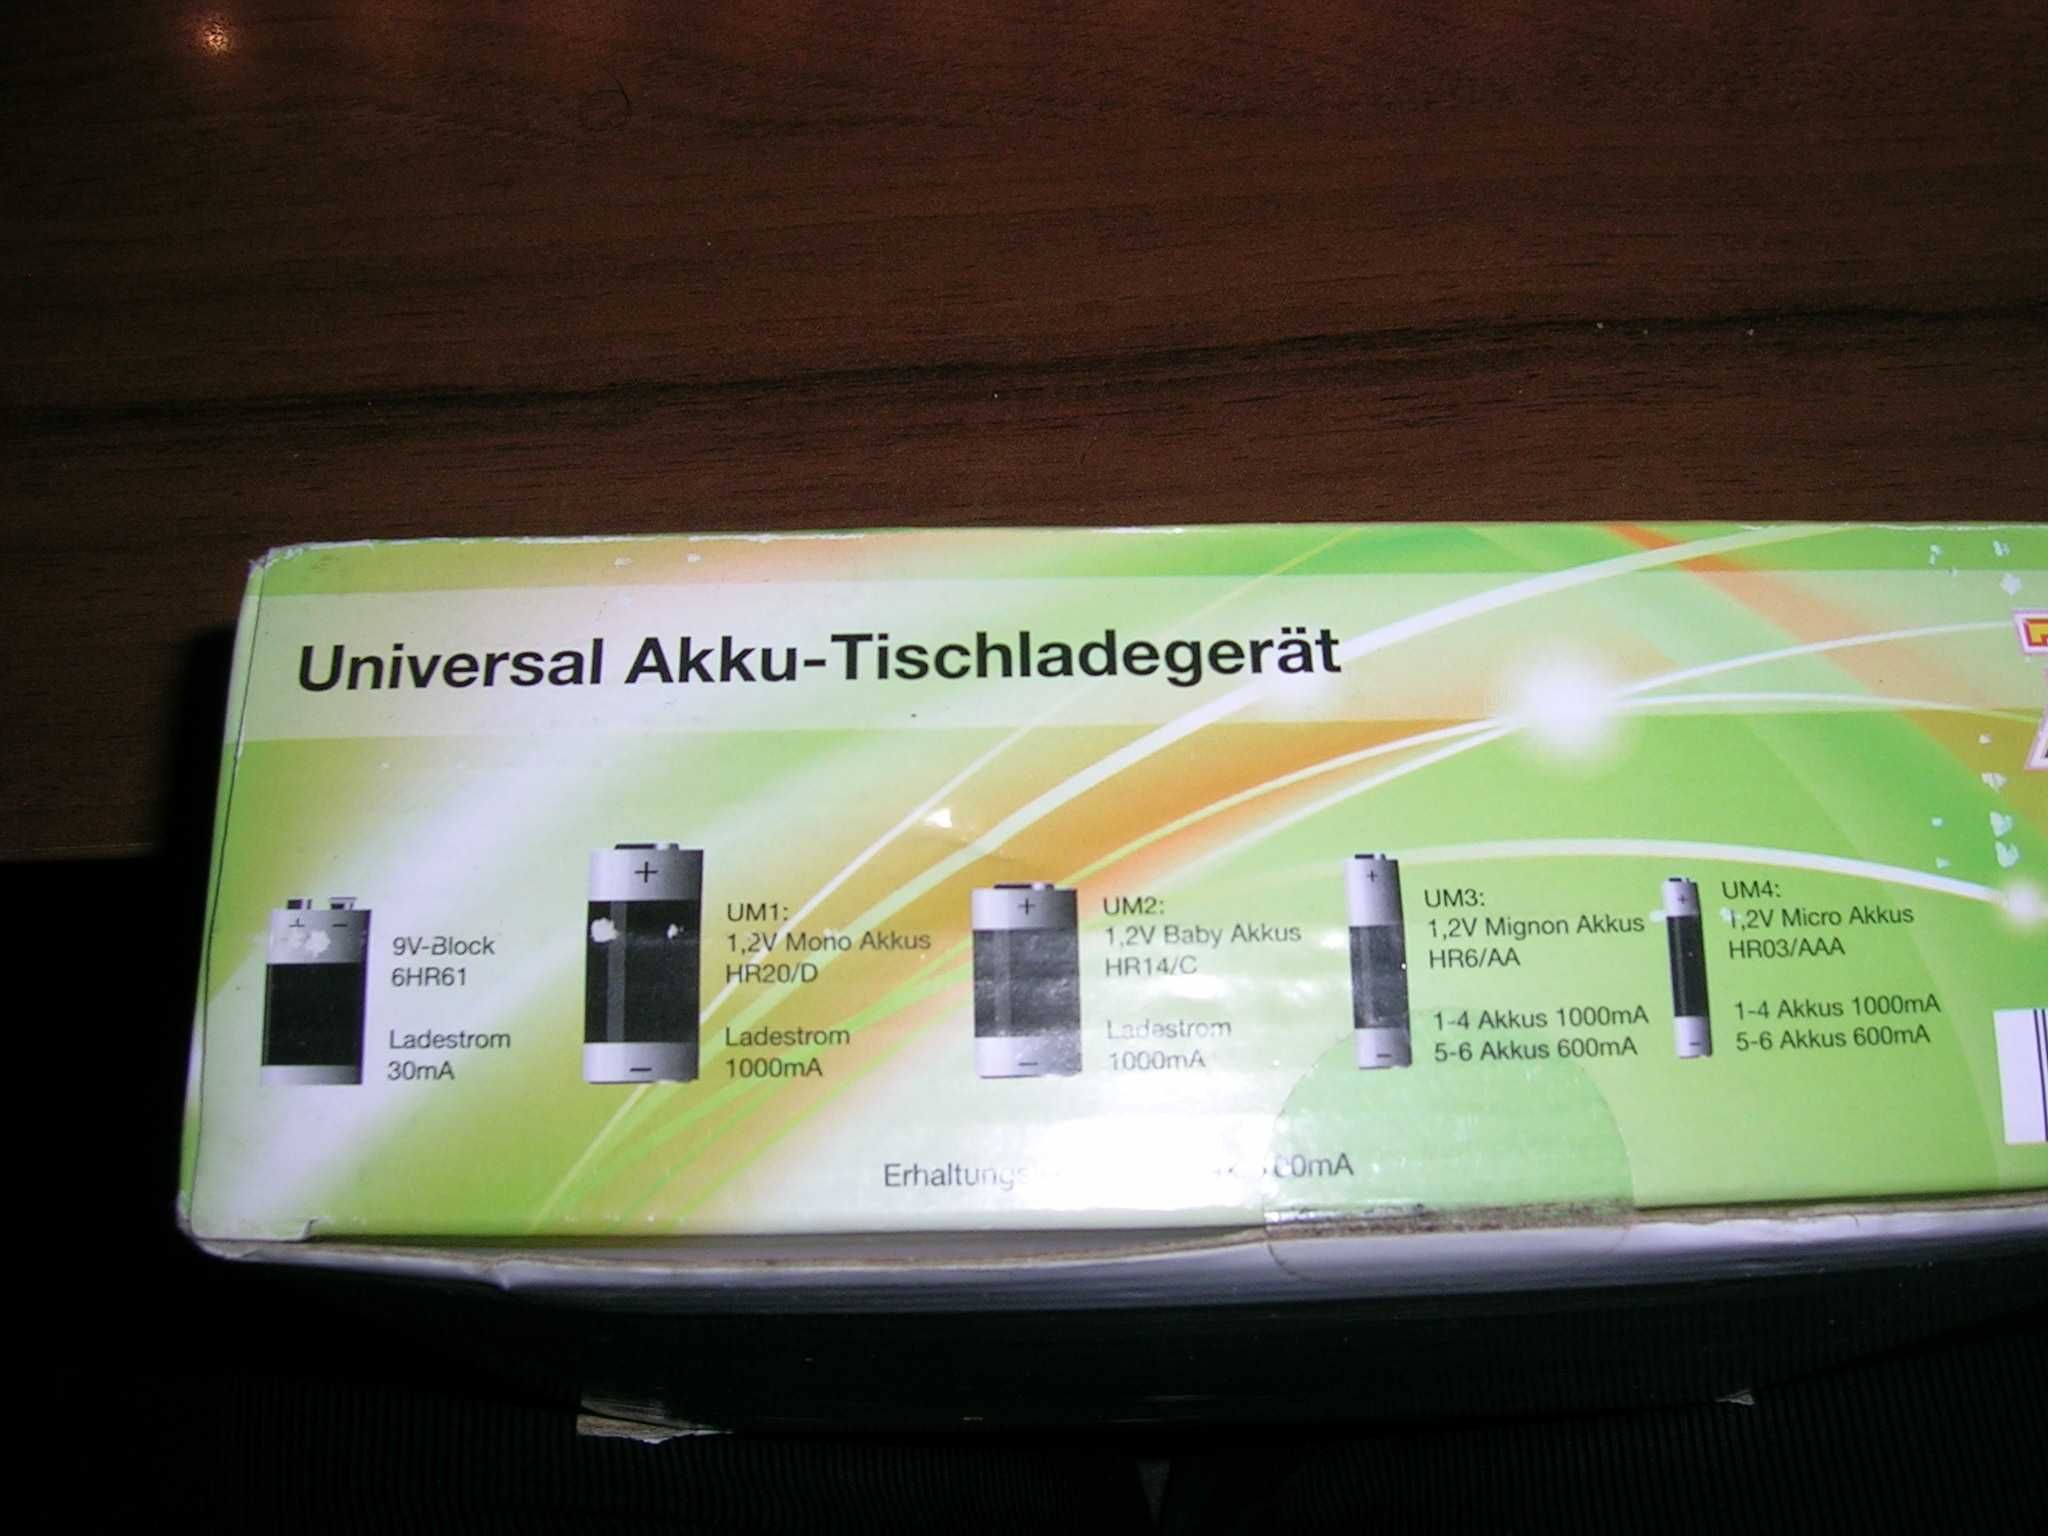 Universal Akku-Tischladegerät
9V-Block
6HR61
Ladestrom
30mA
UM1:
1,2V Mono Akkus
HR20/D
Ladestrom
1000mA
UM2:
1,2V Baby Akkus
HR14/C
Ladestrom
1000mA
UM3:
1,2V Mignon Akkus
HR6/AA
1-4 Akkus 1000mA
5-6 Akkus 600mA
UM4:
1,2V Micro Akkus
HR03/AAA
1-4 Akkus 1000mA
5-6 Akkus 600mA